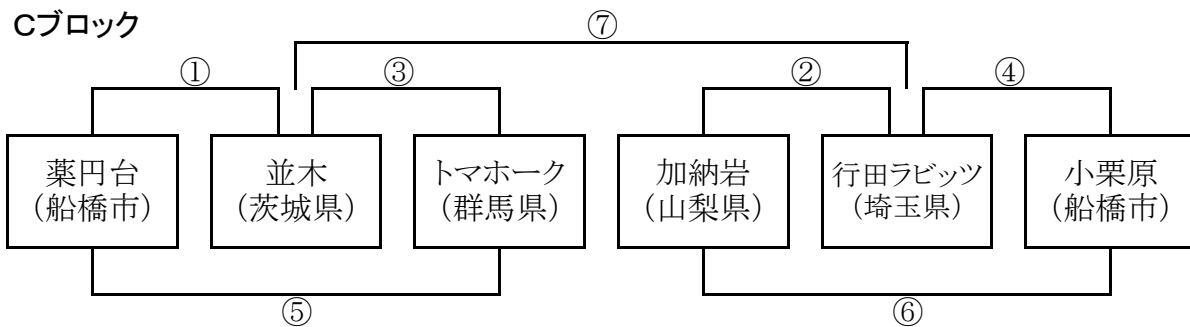 Cブロック
⑦
① ③ ② ④
薬円台 並木 トマホーク 加納岩 行田ラビッツ 小栗原
(船橋市) (茨城県) (群馬県) (山梨県) (埼玉県) (船橋市)
⑤ ⑥